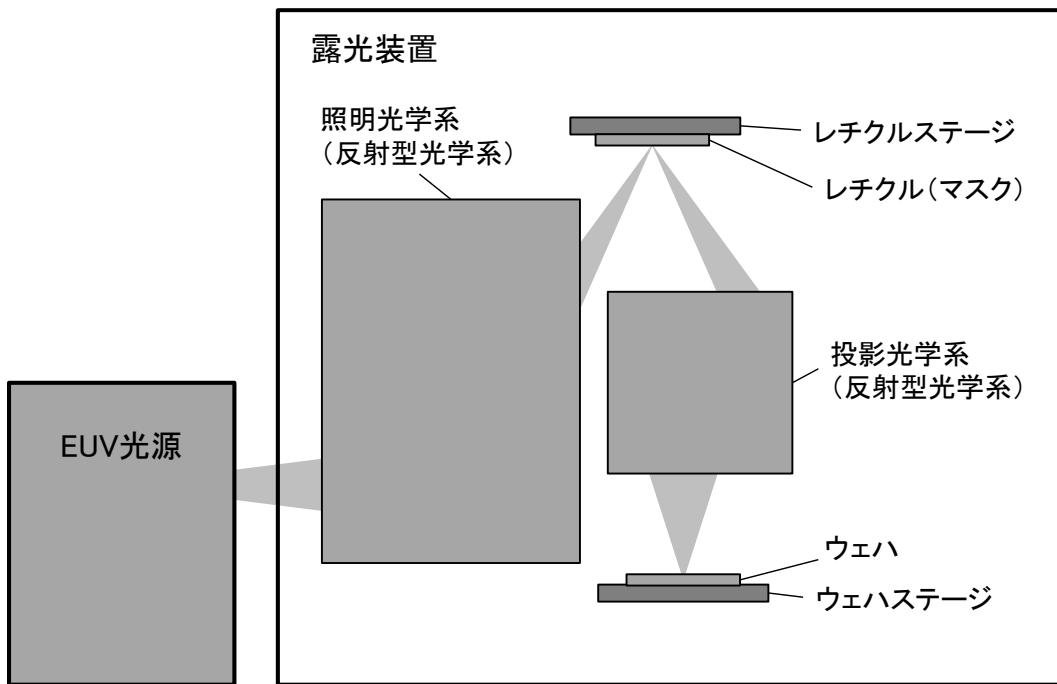 露光装置
照明光学系
（反射型光学系）
レチクルステージ
レチクル（マスク）
投影光学系
（反射型光学系）
EUV光源
ウェハ
ウェハステージ